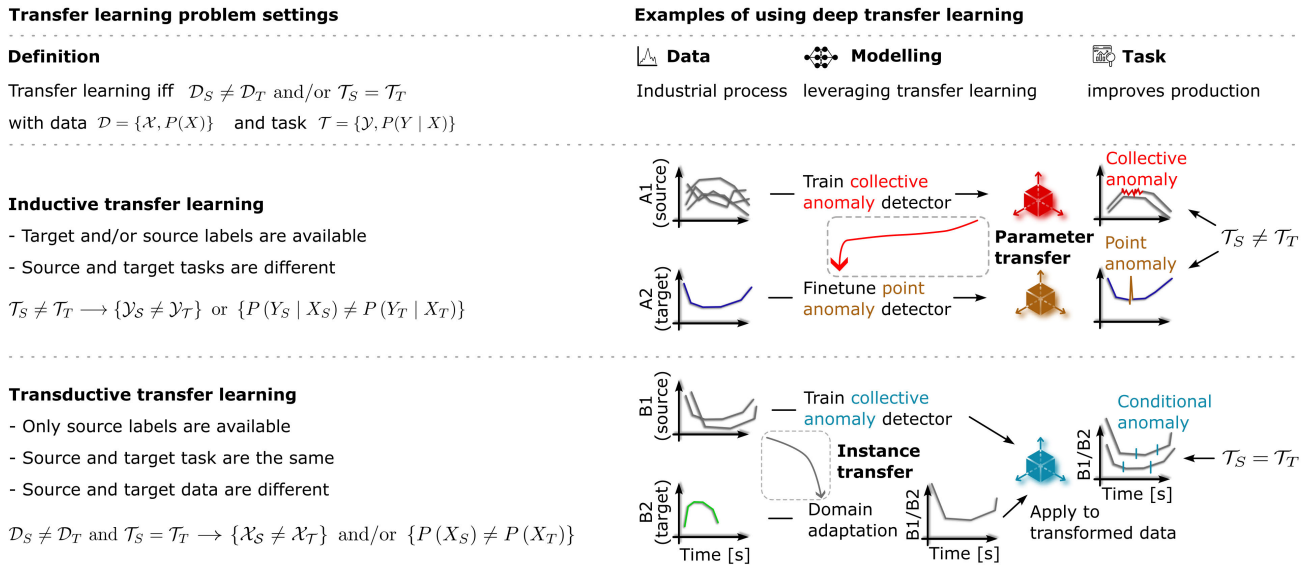 Transfer learning problem settings
Examples of using deep transfer learning
Definition
Transfer learning iff 𝒟_S ≠ 𝒟_T and/or 𝒯_S = 𝒯_T
with data 𝒟 = {𝒳, P(X)} and task 𝒯 = {𝒴, P(Y | X)}
Data
Modelling
Task
Industrial process
leveraging transfer learning
improves production
Inductive transfer learning
- Target and/or source labels are available
- Source and target tasks are different
𝒯_S ≠ 𝒯_T ⟶ {𝒴_𝒮 ≠ 𝒴_𝒯} or {P (Y_S | X_S) ≠ P (Y_T | X_T)}
A1
(source)
Train collective
anomaly detector
Collective
anomaly
Parameter
transfer
𝒯_S ≠ 𝒯_T
A2
(target)
Finetune point
anomaly detector
Point
anomaly
Transductive transfer learning
- Only source labels are available
- Source and target task are the same
- Source and target data are different
𝒟_S ≠ 𝒟_T and 𝒯_S = 𝒯_T ⟶ {𝒳_𝒮 ≠ 𝒳_𝒯} and/or {P (X_S) ≠ P (X_T)}
B1
(source)
Train collective
anomaly detector
Instance
transfer
Conditional
anomaly
B1/B2
Time [s]
𝒯_S = 𝒯_T
B2
(target)
Time [s]
Domain
adaptation
B1/B2
Time [s]
Apply to
transformed data